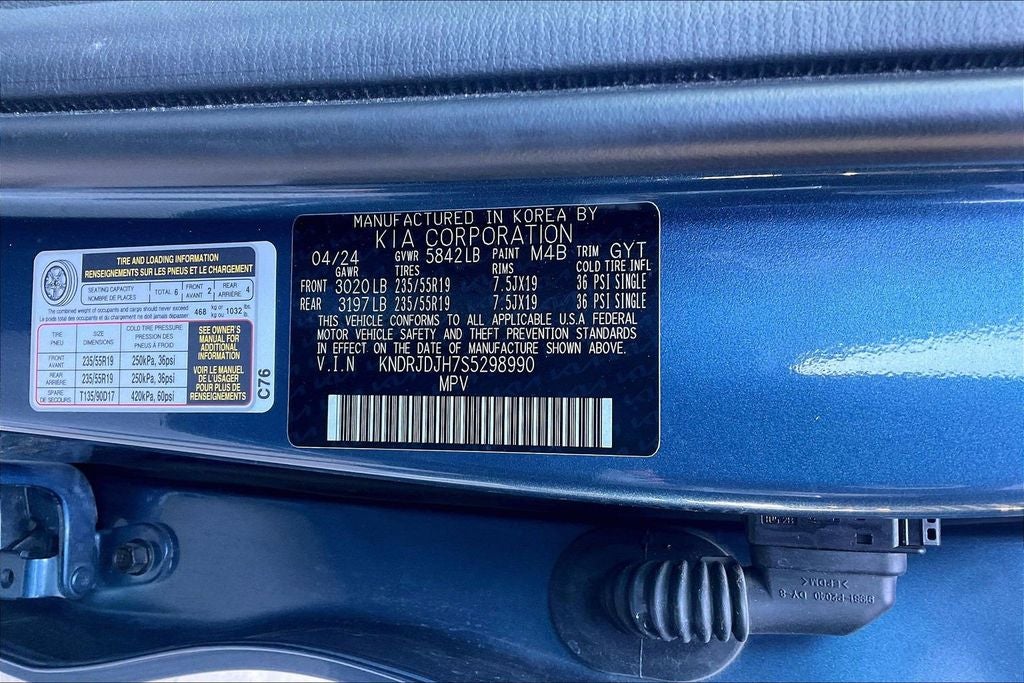 TIRE AND LOADING INFORMATION
RENSEIGNEMENTS SUR LES PNEUS ET LE CHARGEMENT
SEATING CAPACITY
NOMBRE DE PLACES
TOTAL 6
FRONT
AVANT 2
REAR
ARRIÈRE 4
The combined weight of occupants and cargo should never exceed
Le poids total des occupants et du chargement ne doit jamais dépasser
468 kg or
kg ou
1032 lbs.
lb.
TIRE
PNEU
SIZE
DIMENSIONS
COLD TIRE PRESSURE
PRESSION DES
PNEUS À FROID
FRONT
AVANT
235/55R19
250kPa, 36psi
REAR
ARRIÈRE
235/55R19
250kPa, 36psi
SPARE
DE SECOURS
T135/90D17
420kPa, 60psi
SEE OWNER'S
MANUAL FOR
ADDITIONAL
INFORMATION
VOIR LE MANUEL
DE L'USAGER
POUR PLUS DE
RENSEIGNEMENTS
C76
MANUFACTURED IN KOREA BY
KIA CORPORATION
04/24 GVWR 5842LB PAINT M4B TRIM GYT
GAWR TIRES RIMS COLD TIRE INFL
FRONT 3020LB 235/55R19 7.5JX19 36 PSI SINGLE
REAR 3197LB 235/55R19 7.5JX19 36 PSI SINGLE
THIS VEHICLE CONFORMS TO ALL APPLICABLE U.S.A FEDERAL
MOTOR VEHICLE SAFETY AND THEFT PREVENTION STANDARDS
IN EFFECT ON THE DATE OF MANUFACTURE SHOWN ABOVE.
V.I.N KNDRJDJH7S5298990
MPV
>EPDM<
91981-P2040 DY-8